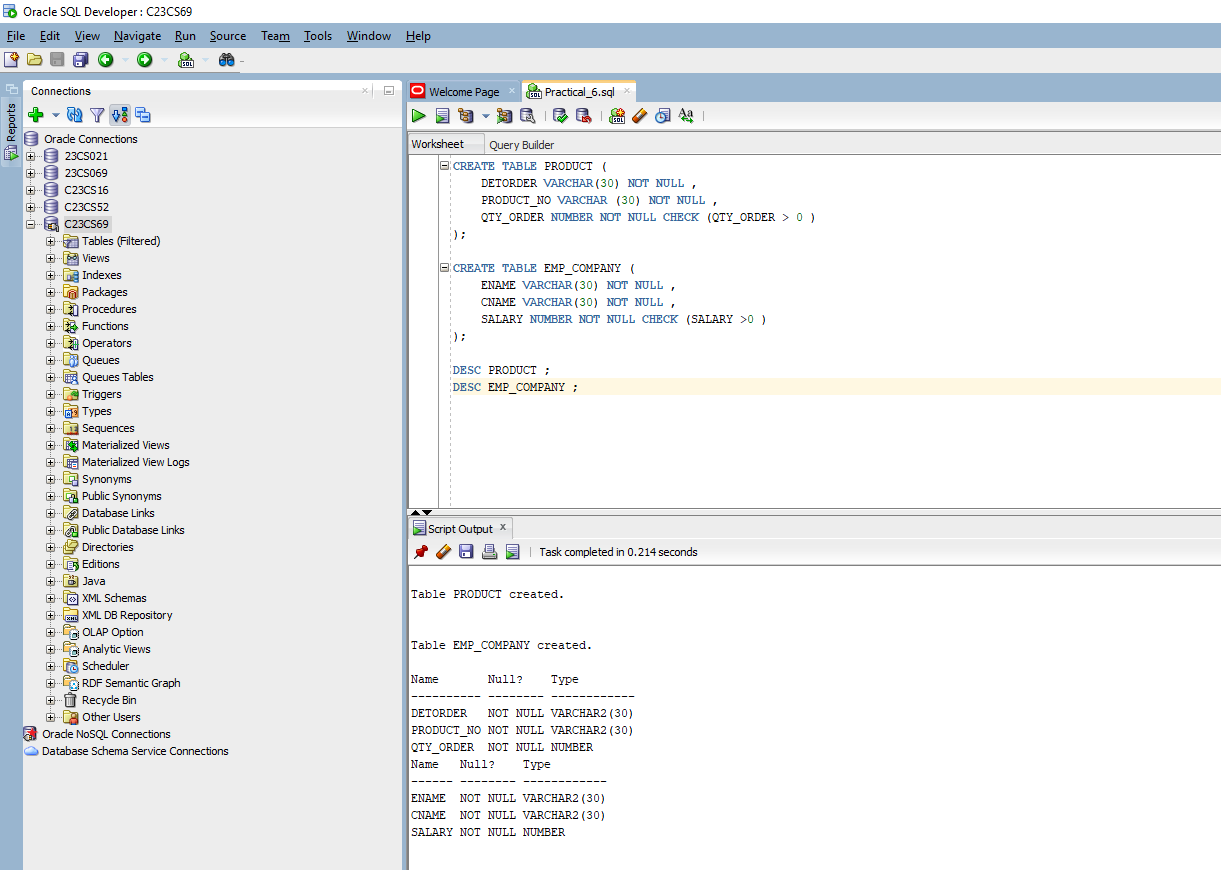 Oracle SQL Developer : C23CS69
File Edit View Navigate Run Source Team Tools Window Help
Reports
Connections
Oracle Connections
23CS021
23CS069
C23CS16
C23CS52
C23CS69
Tables (Filtered)
Views
Indexes
Packages
Procedures
Functions
Operators
Queues
Queues Tables
Triggers
Types
Sequences
Materialized Views
Materialized View Logs
Synonyms
Public Synonyms
Database Links
Public Database Links
Directories
Editions
Java
XML Schemas
XML DB Repository
OLAP Option
Analytic Views
Scheduler
RDF Semantic Graph
Recycle Bin
Other Users
Oracle NoSQL Connections
Database Schema Service Connections
Welcome Page Practical_6.sql
Worksheet Query Builder
CREATE TABLE PRODUCT (
DETORDER VARCHAR(30) NOT NULL ,
PRODUCT_NO VARCHAR (30) NOT NULL ,
QTY_ORDER NUMBER NOT NULL CHECK (QTY_ORDER > 0 )
);
CREATE TABLE EMP_COMPANY (
ENAME VARCHAR(30) NOT NULL ,
CNAME VARCHAR(30) NOT NULL ,
SALARY NUMBER NOT NULL CHECK (SALARY >0 )
);
DESC PRODUCT ;
DESC EMP_COMPANY ;
Script Output
Task completed in 0.214 seconds
Table PRODUCT created.
Table EMP_COMPANY created.
Name Null? Type
---------- -------- ------------
DETORDER NOT NULL VARCHAR2(30)
PRODUCT_NO NOT NULL VARCHAR2(30)
QTY_ORDER NOT NULL NUMBER
Name Null? Type
------ -------- ------------
ENAME NOT NULL VARCHAR2(30)
CNAME NOT NULL VARCHAR2(30)
SALARY NOT NULL NUMBER